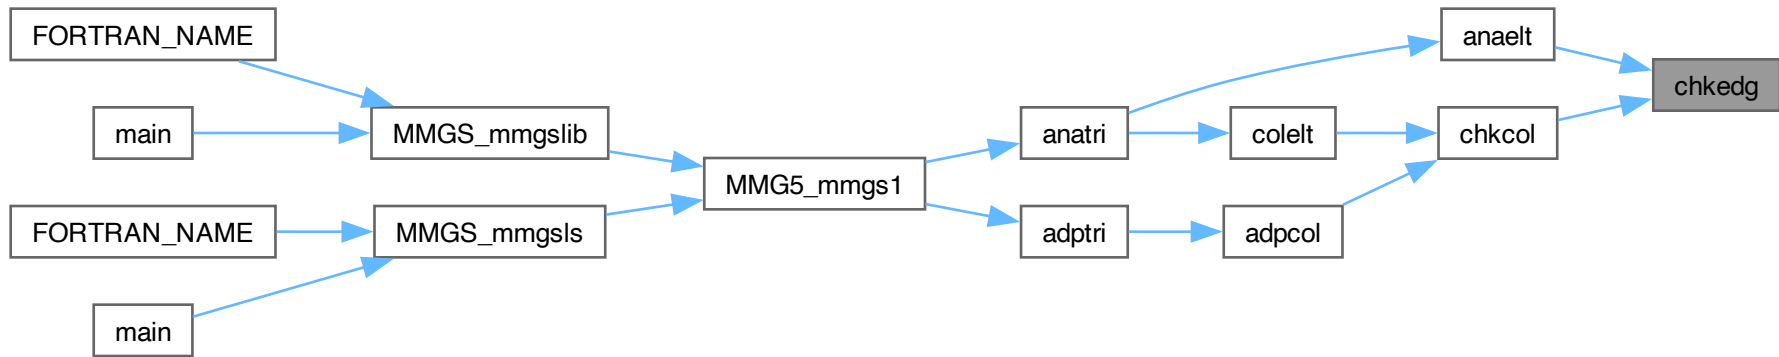 FORTRAN_NAME
main
MMGS_mmgslib
FORTRAN_NAME
main
MMGS_mmgsls
MMG5_mmgs1
anatri
adptri
colelt
adpcol
anaelt
chkcol
chkedg